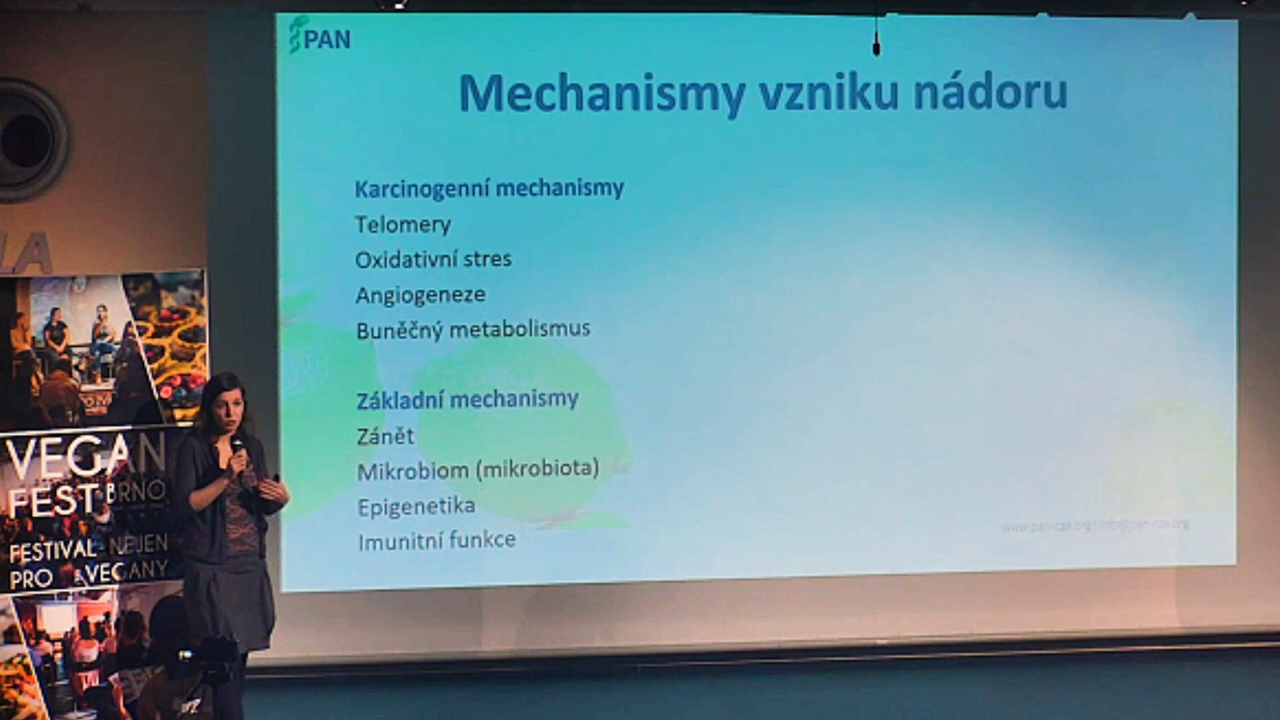 PAN
Mechanismy vzniku nádoru
Karcinogenní mechanismy
Telomery
Oxidativní stres
Angiogeneze
Buněčný metabolismus
Základní mechanismy
Zánět
Mikrobiom (mikrobiota)
Epigenetika
Imunitní funkce
VEGAN
FEST BRNO
FESTIVAL NEJEN
PRO VEGANY